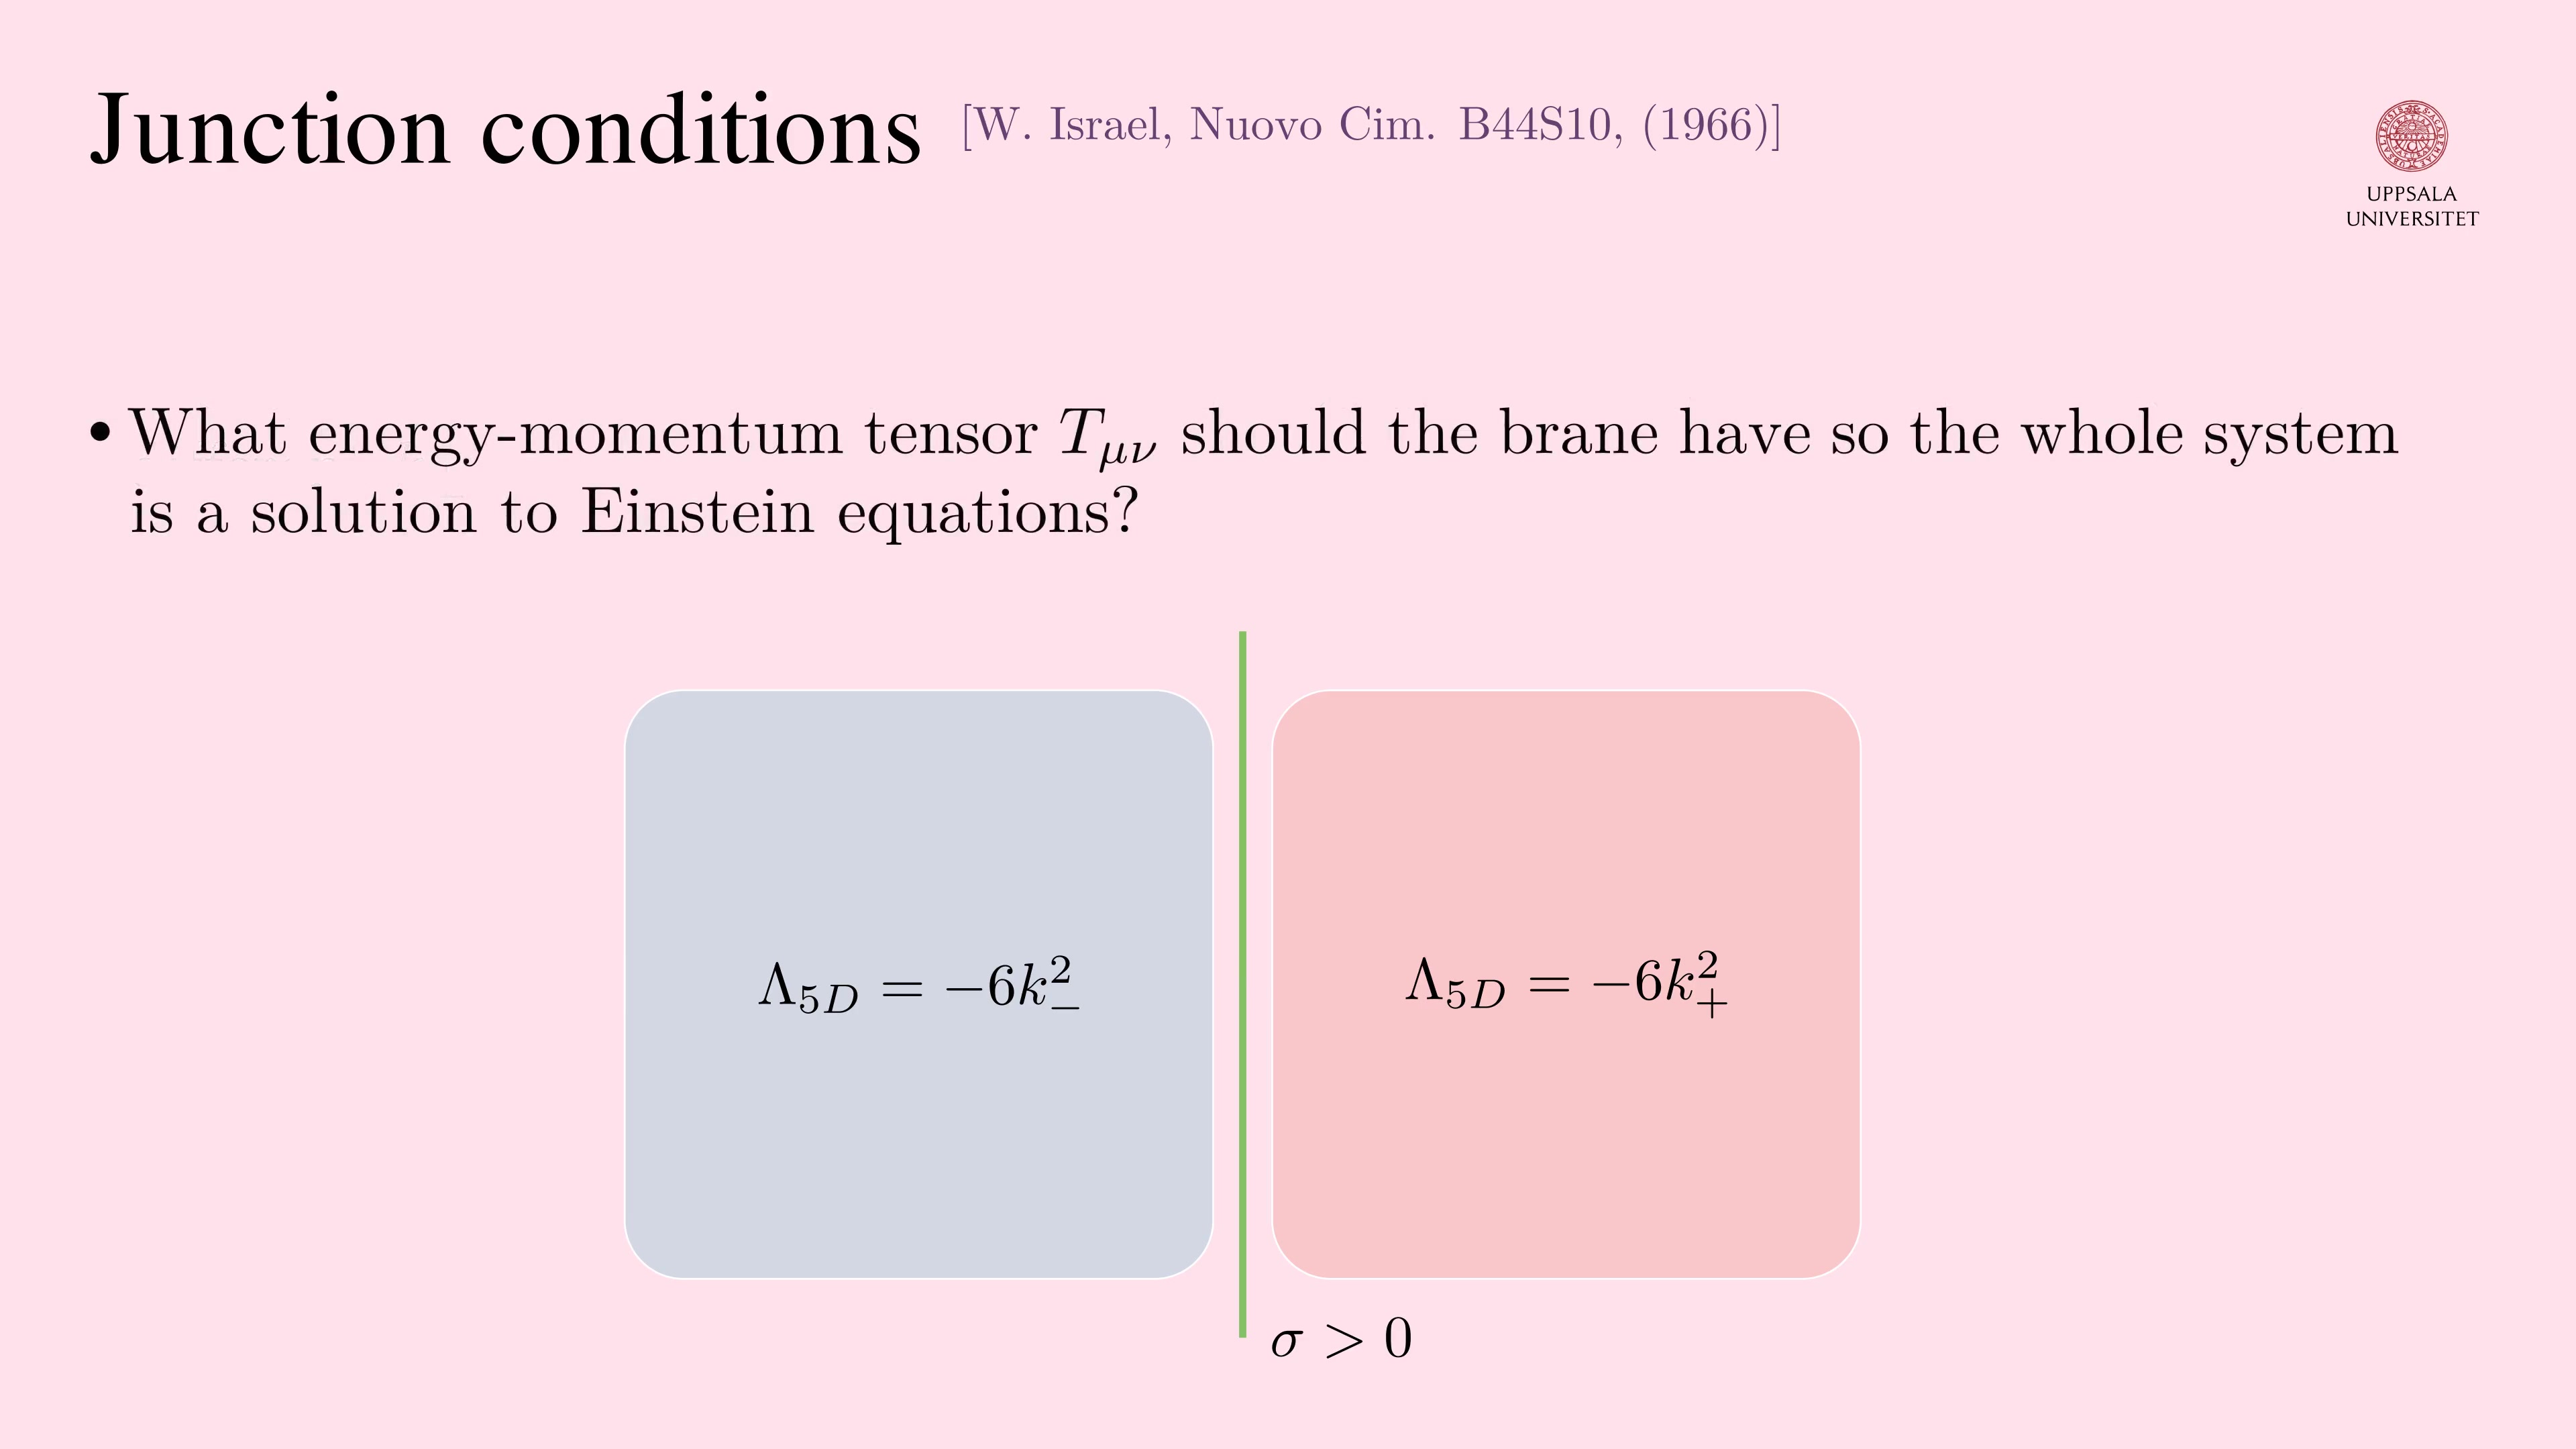 Junction conditions [W. Israel, Nuovo Cim. B44S10, (1966)]
UPPSALA
UNIVERSITET
• What energy-momentum tensor $T_{\mu\nu}$ should the brane have so the whole system
is a solution to Einstein equations?
$\Lambda_{5D} = -6k_-^2$
$\Lambda_{5D} = -6k_+^2$
$\sigma > 0$